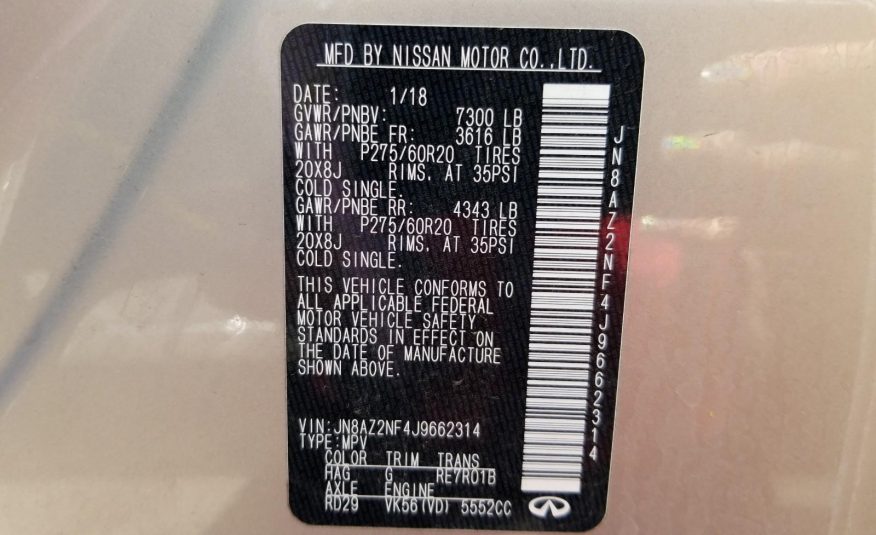 MFD BY NISSAN MOTOR CO.,LTD.
DATE: 1/18
GVWR/PNBV: 7300 LB
GAWR/PNBE FR: 3616 LB
WITH P275/60R20 TIRES
20X8J RIMS. AT 35PSI
COLD SINGLE.
GAWR/PNBE RR: 4343 LB
WITH P275/60R20 TIRES
20X8J RIMS. AT 35PSI
COLD SINGLE.
THIS VEHICLE CONFORMS TO
ALL APPLICABLE FEDERAL
MOTOR VEHICLE SAFETY
STANDARDS IN EFFECT ON
THE DATE OF MANUFACTURE
SHOWN ABOVE.
VIN:JN8AZ2NF4J9662314
TYPE:MPV
COLOR TRIM TRANS
HAG G RE7R01B
AXLE ENGINE
RD29 VK56(VD) 5552CC
JN8AZ2NF4J9662314